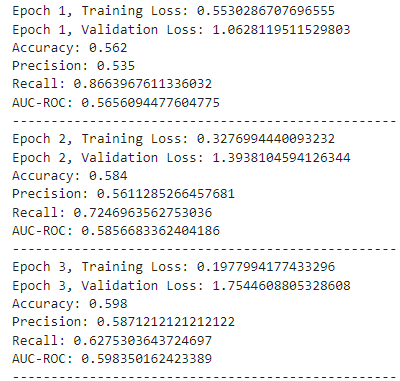 Epoch 1, Training Loss: 0.5530286707696555
Epoch 1, Validation Loss: 1.0628119511529803
Accuracy: 0.562
Precision: 0.535
Recall: 0.8663967611336032
AUC-ROC: 0.5656094477604775
--------------------------------------------------
Epoch 2, Training Loss: 0.3276994440093232
Epoch 2, Validation Loss: 1.3938104594126344
Accuracy: 0.584
Precision: 0.5611285266457681
Recall: 0.7246963562753036
AUC-ROC: 0.5856683362404186
--------------------------------------------------
Epoch 3, Training Loss: 0.1977994177433296
Epoch 3, Validation Loss: 1.7544608805328608
Accuracy: 0.598
Precision: 0.5871212121212122
Recall: 0.6275303643724697
AUC-ROC: 0.598350162423389
--------------------------------------------------